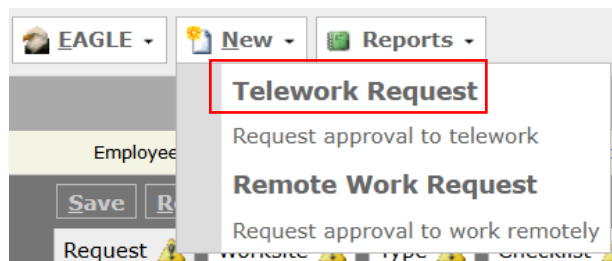 EAGLE New Reports
Telework Request
Request approval to telework
Employee
Remote Work Request
Save
Request approval to work remotely
Request Worksite Type Checklist